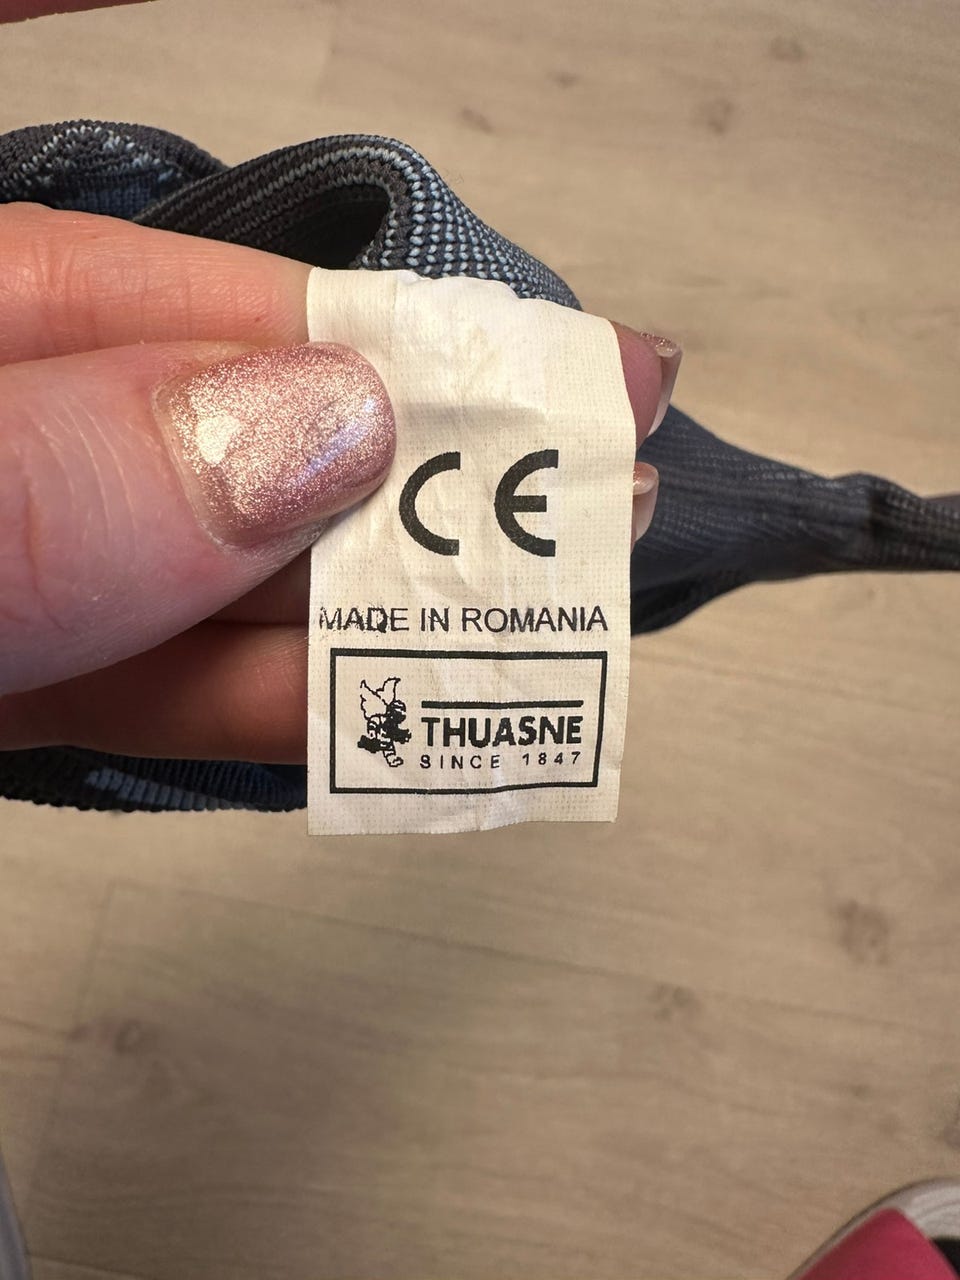 CE
MADE IN ROMANIA
THUASNE
SINCE 1847